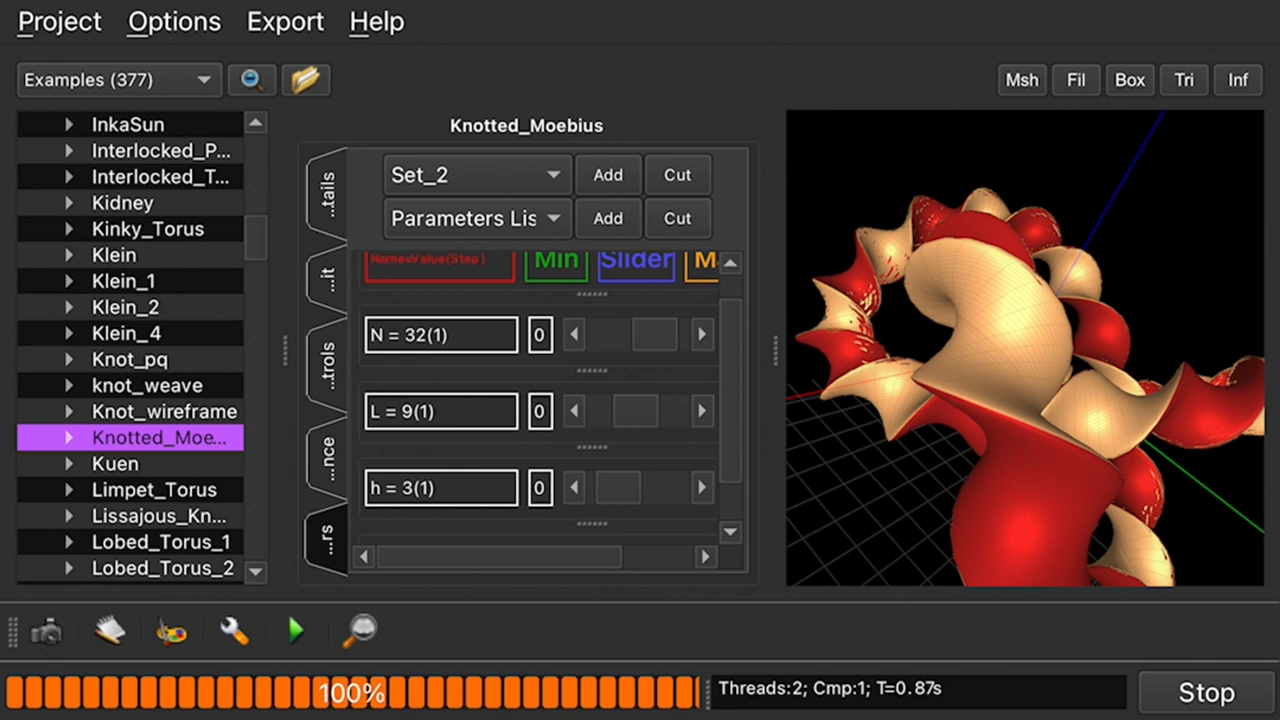 Project Options Export Help
Examples (377)
Msh Fil Box Tri Inf
InkaSun
Interlocked_P...
Interlocked_T...
Kidney
Kinky_Torus
Klein
Klein_1
Klein_2
Klein_4
Knot_pq
knot_weave
Knot_wireframe
Knotted_Moe...
Kuen
Limpet_Torus
Lissajous_Kn...
Lobed_Torus_1
Lobed_Torus_2
Knotted_Moebius
...tails
...it
...trols
...nce
...rs
Set_2 Add Cut
Parameters Lis Add Cut
Name=Value(Step) Min Slider M
N = 32(1) 0
L = 9(1) 0
h = 3(1) 0
100% Threads:2; Cmp:1; T=0.87s Stop